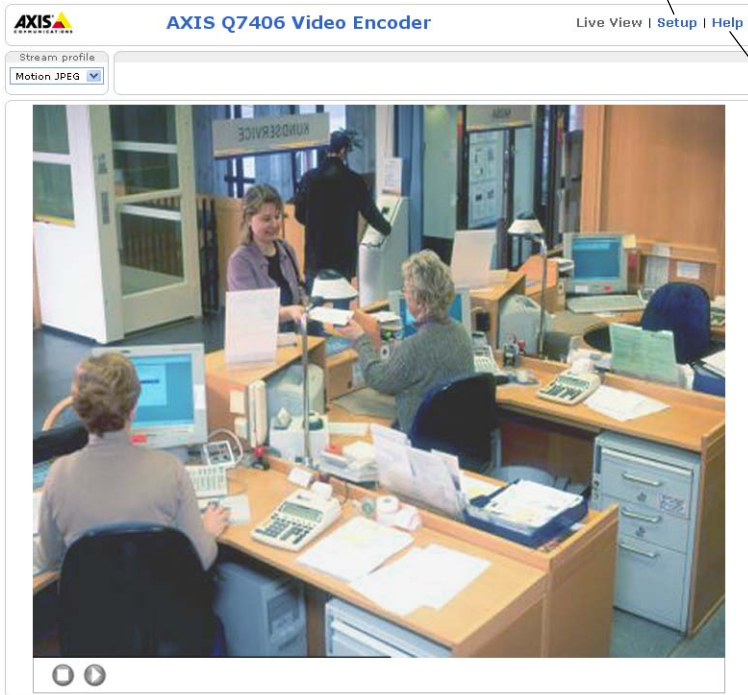 AXIS
COMMUNICATIONS
AXIS Q7406 Video Encoder
Live View | Setup | Help
Stream profile
Motion JPEG
KUNDSERVICE